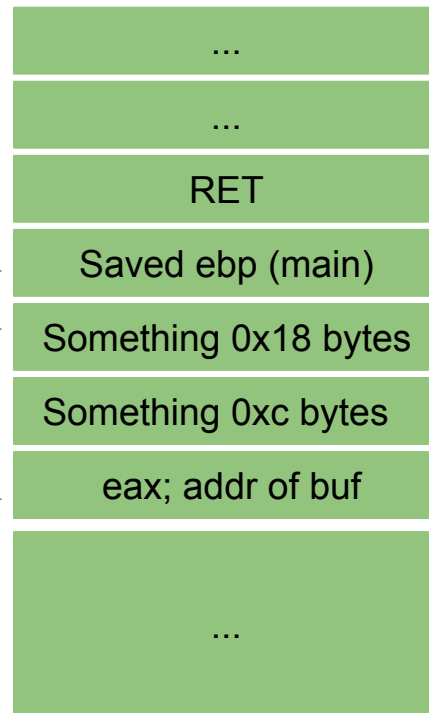 ...
...
RET
Saved ebp (main)
Something 0x18 bytes
Something 0xc bytes
eax; addr of buf
...